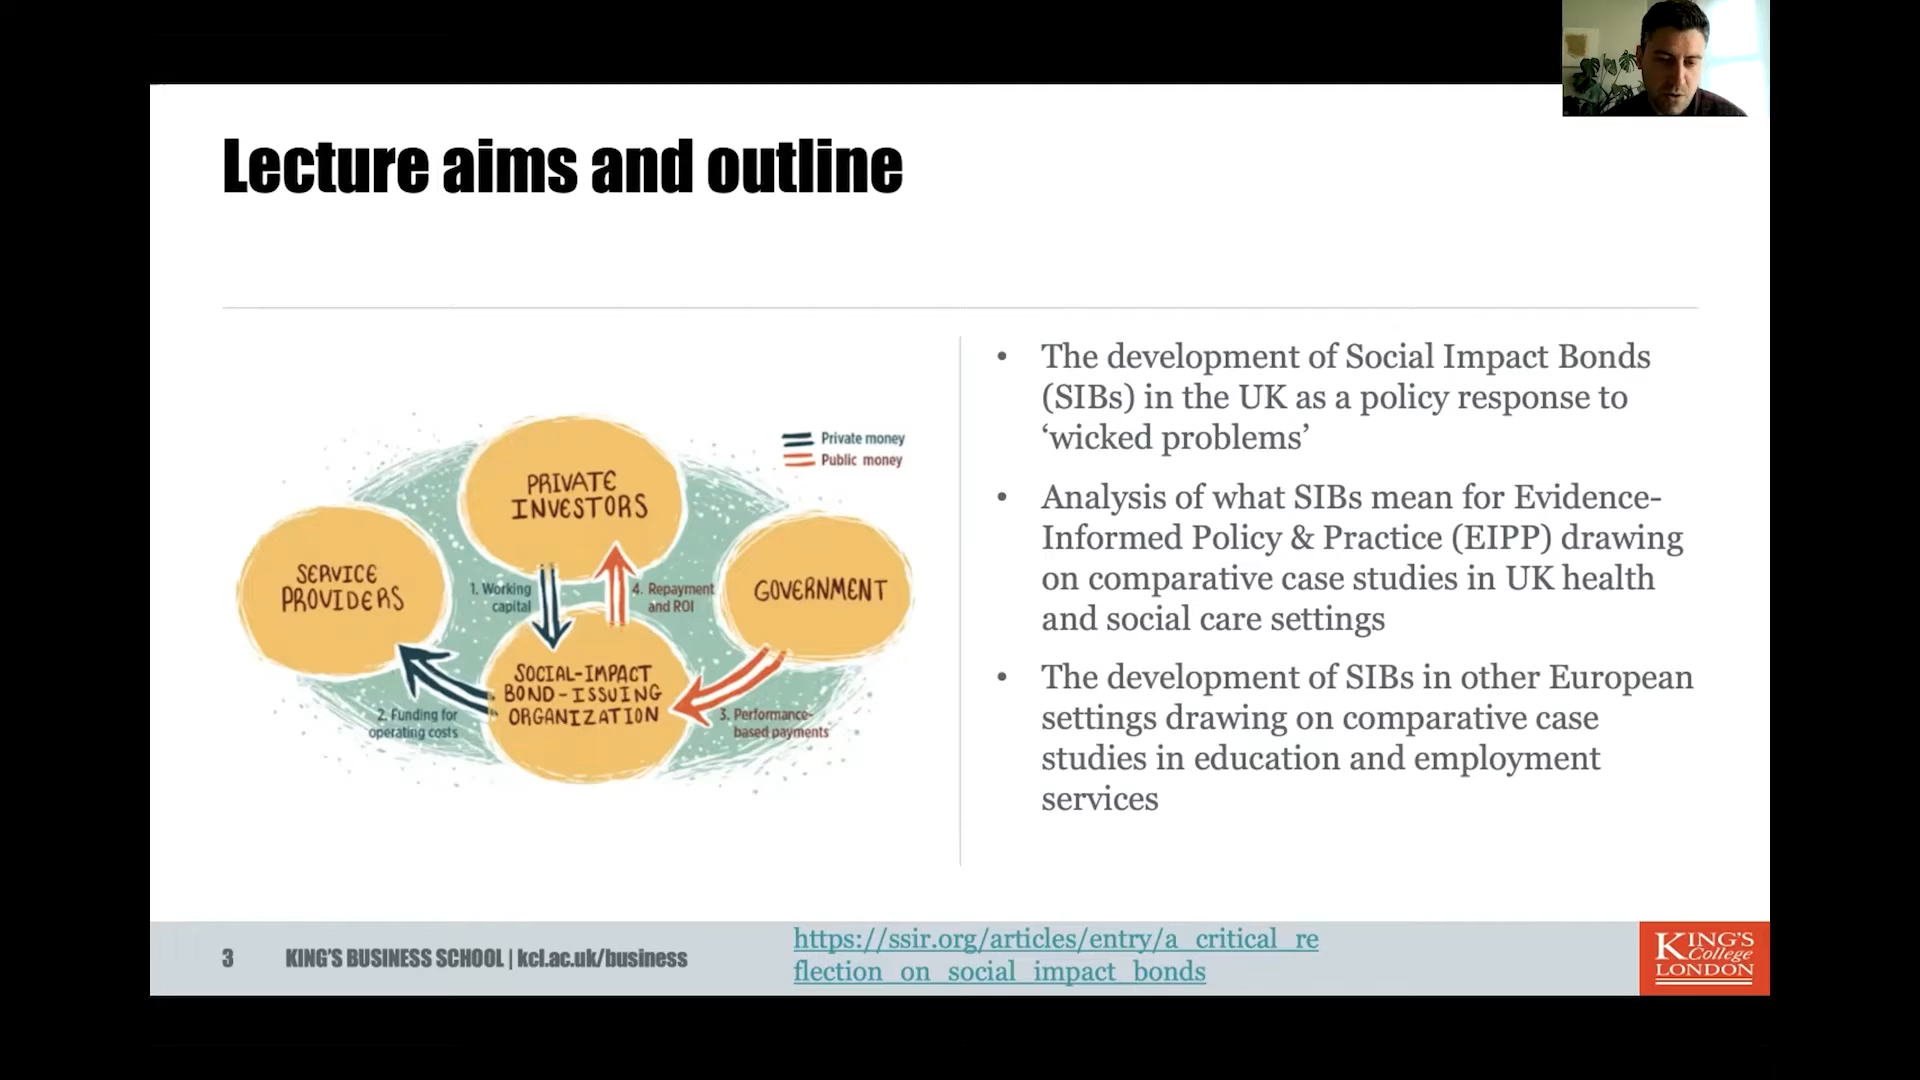 Lecture aims and outline
Private money
Public money
PRIVATE
INVESTORS
SERVICE
PROVIDERS
GOVERNMENT
1. Working
capital
4. Repayment
and ROI
SOCIAL-IMPACT
BOND-ISSUING
ORGANIZATION
2. Funding for
operating costs
3. Performance-
based payments
• The development of Social Impact Bonds
(SIBs) in the UK as a policy response to
‘wicked problems’
• Analysis of what SIBs mean for Evidence-
Informed Policy & Practice (EIPP) drawing
on comparative case studies in UK health
and social care settings
• The development of SIBs in other European
settings drawing on comparative case
studies in education and employment
services
3 KING'S BUSINESS SCHOOL | kcl.ac.uk/business
https://ssir.org/articles/entry/a_critical_re
flection_on_social_impact_bonds
KING'S
College
LONDON